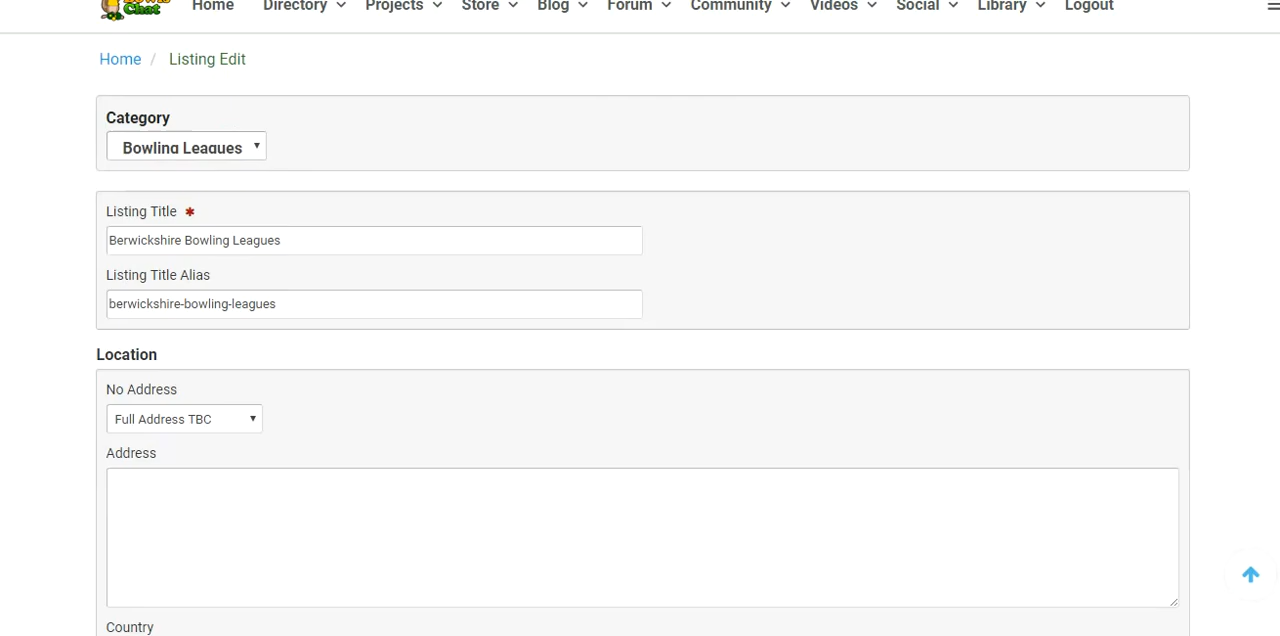 Home Directory Projects Store Blog Forum Community Videos Social Library Logout
Chat
Home / Listing Edit
Category
Bowling Leagues
Listing Title *
Berwickshire Bowling Leagues
Listing Title Alias
berwickshire-bowling-leagues
Location
No Address
Full Address TBC
Address
Country